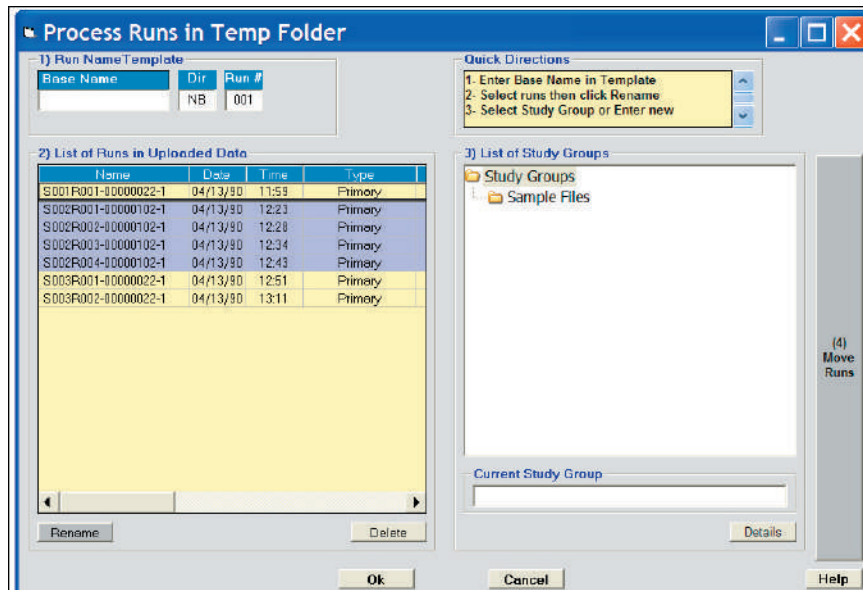 Process Runs in Temp Folder
1) Run NameTemplate
Base Name Dir Run #
NB 001
Quick Directions
1- Enter Base Name in Template
2- Select runs then click Rename
3- Select Study Group or Enter new
2) List of Runs in Uploaded Data
Name Date Time Type
S001R001-00000022-1 04/13/90 11:59 Primary
S002R001-00000102-1 04/13/90 12:23 Primary
S002R002-00000102-1 04/13/90 12:28 Primary
S002R003-00000102-1 04/13/90 12:34 Primary
S002R004-00000102-1 04/13/90 12:43 Primary
S003R001-00000022-1 04/13/90 12:51 Primary
S003R002-00000022-1 04/13/90 13:11 Primary
Rename
Delete
3) List of Study Groups
Study Groups
Sample Files
Current Study Group
Details
(4)
Move
Runs
Ok
Cancel
Help